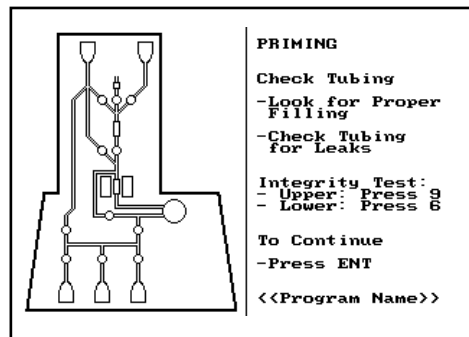 PRIMING
Check Tubing
-Look for Proper
Filling
-Check Tubing
for Leaks
Integrity Test:
- Upper: Press 9
- Lower: Press 6
To Continue
-Press ENT
<<Program Name>>